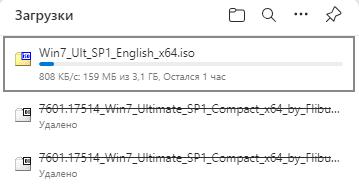 Загрузки
Win7_Ult_SP1_English_x64.iso
808 КБ/с: 159 МБ из 3,1 ГБ, Остался 1 час
7601.17514_Win7_Ultimate_SP1_Compact_x64_by_Flibu...
Удалено
7601.17514_Win7_Ultimate_SP1_Compact_x64_by_Flibu...
Удалено